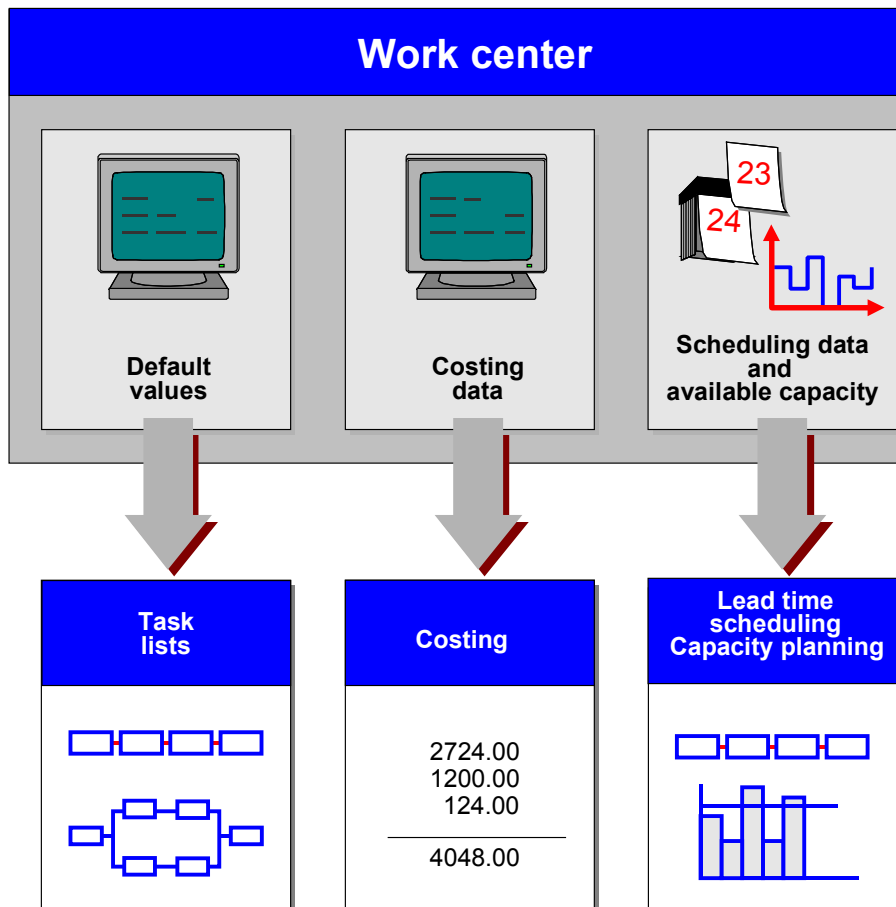 Work center
23
24
Default
values
Costing
data
Scheduling data
and
available capacity
Task
lists
Costing
Lead time
scheduling
Capacity planning
2724.00
1200.00
124.00
4048.00